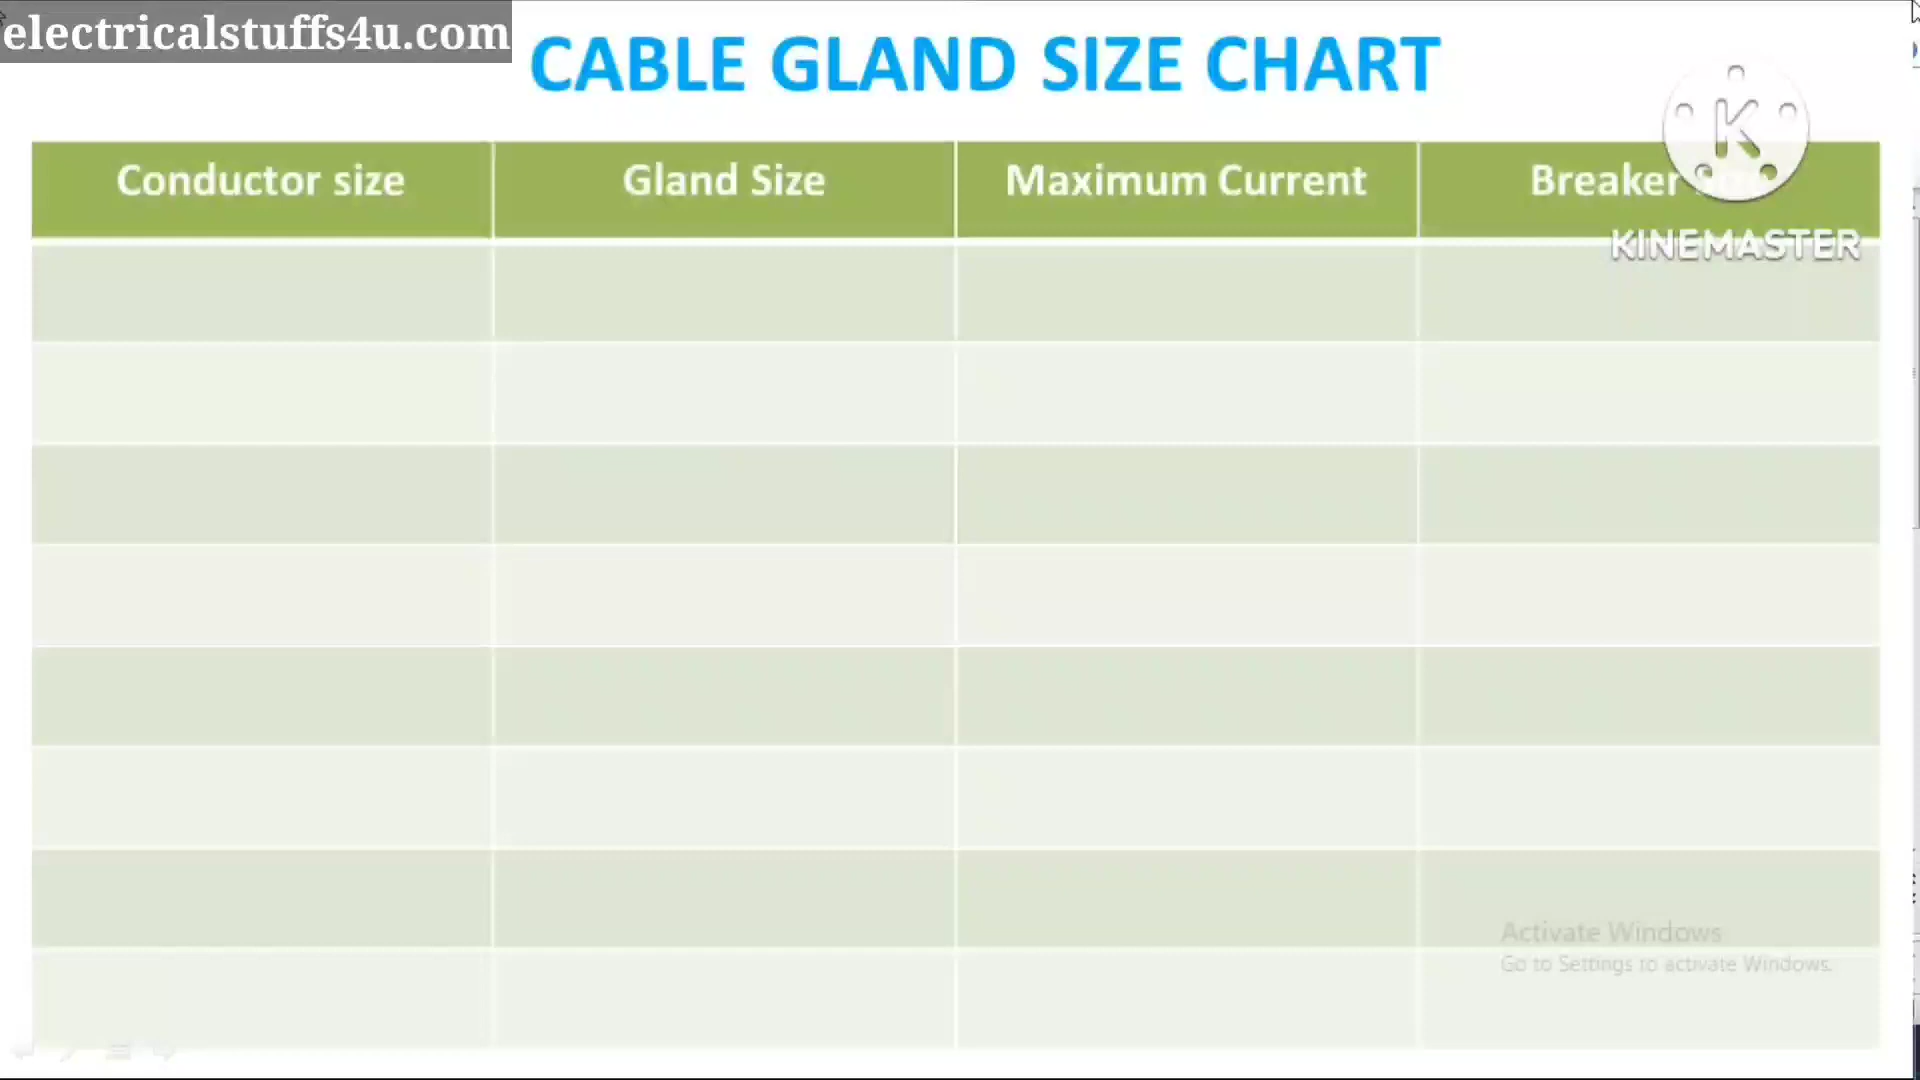 electricalstuffs4u.com
CABLE GLAND SIZE CHART
Conductor size
Gland Size
Maximum Current
Breaker
K
KINEMASTER
Activate Windows
Go to Settings to activate Windows.